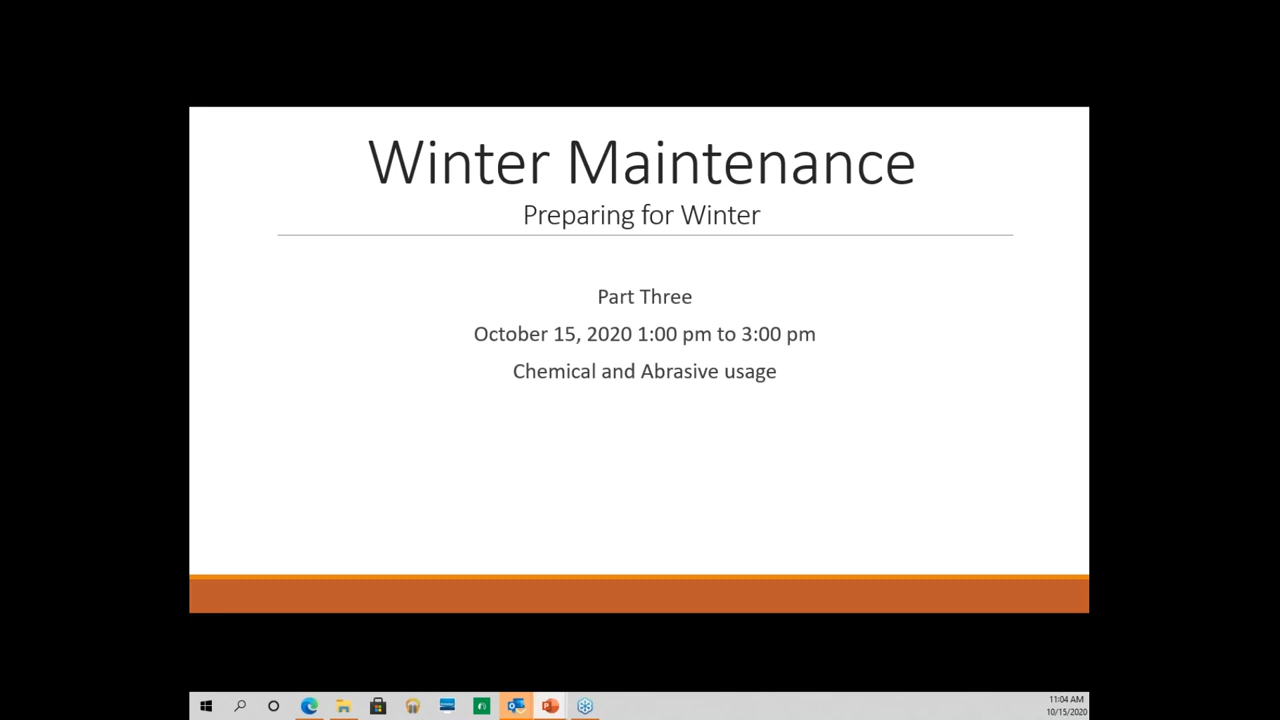 Winter Maintenance
Preparing for Winter
Part Three
October 15, 2020 1:00 pm to 3:00 pm
Chemical and Abrasive usage
11:04 AM
10/15/2020